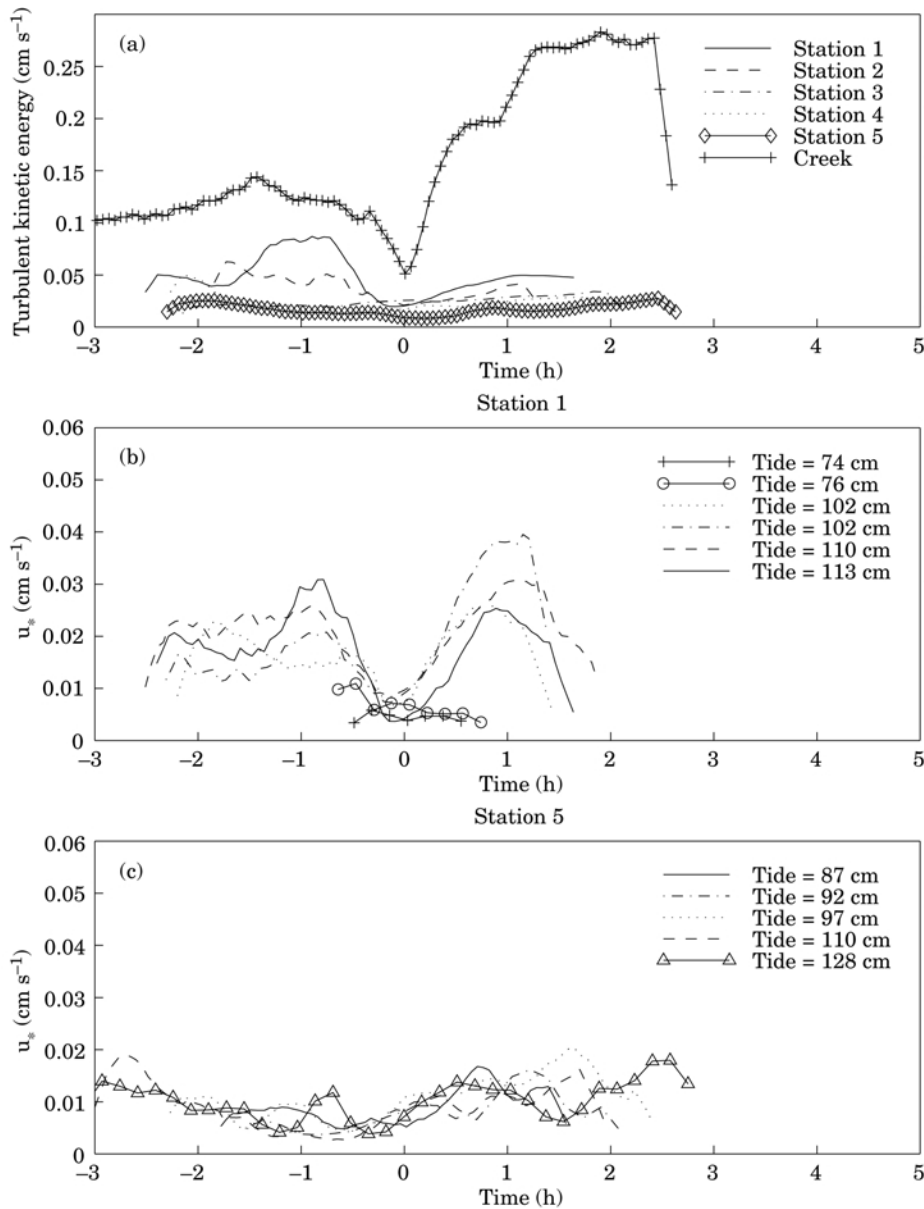 (a)
Turbulent kinetic energy (cm s⁻¹)
0.25
0.2
0.15
0.1
0.05
0
Station 1
Station 2
Station 3
Station 4
Station 5
Creek
–3 –2 –1 0 1 2 3 4 5
Time (h)
Station 1
(b)
u* (cm s⁻¹)
0.06
0.05
0.04
0.03
0.02
0.01
0
Tide = 74 cm
Tide = 76 cm
Tide = 102 cm
Tide = 102 cm
Tide = 110 cm
Tide = 113 cm
–3 –2 –1 0 1 2 3 4 5
Time (h)
Station 5
(c)
u* (cm s⁻¹)
0.06
0.05
0.04
0.03
0.02
0.01
0
Tide = 87 cm
Tide = 92 cm
Tide = 97 cm
Tide = 110 cm
Tide = 128 cm
–3 –2 –1 0 1 2 3 4 5
Time (h)